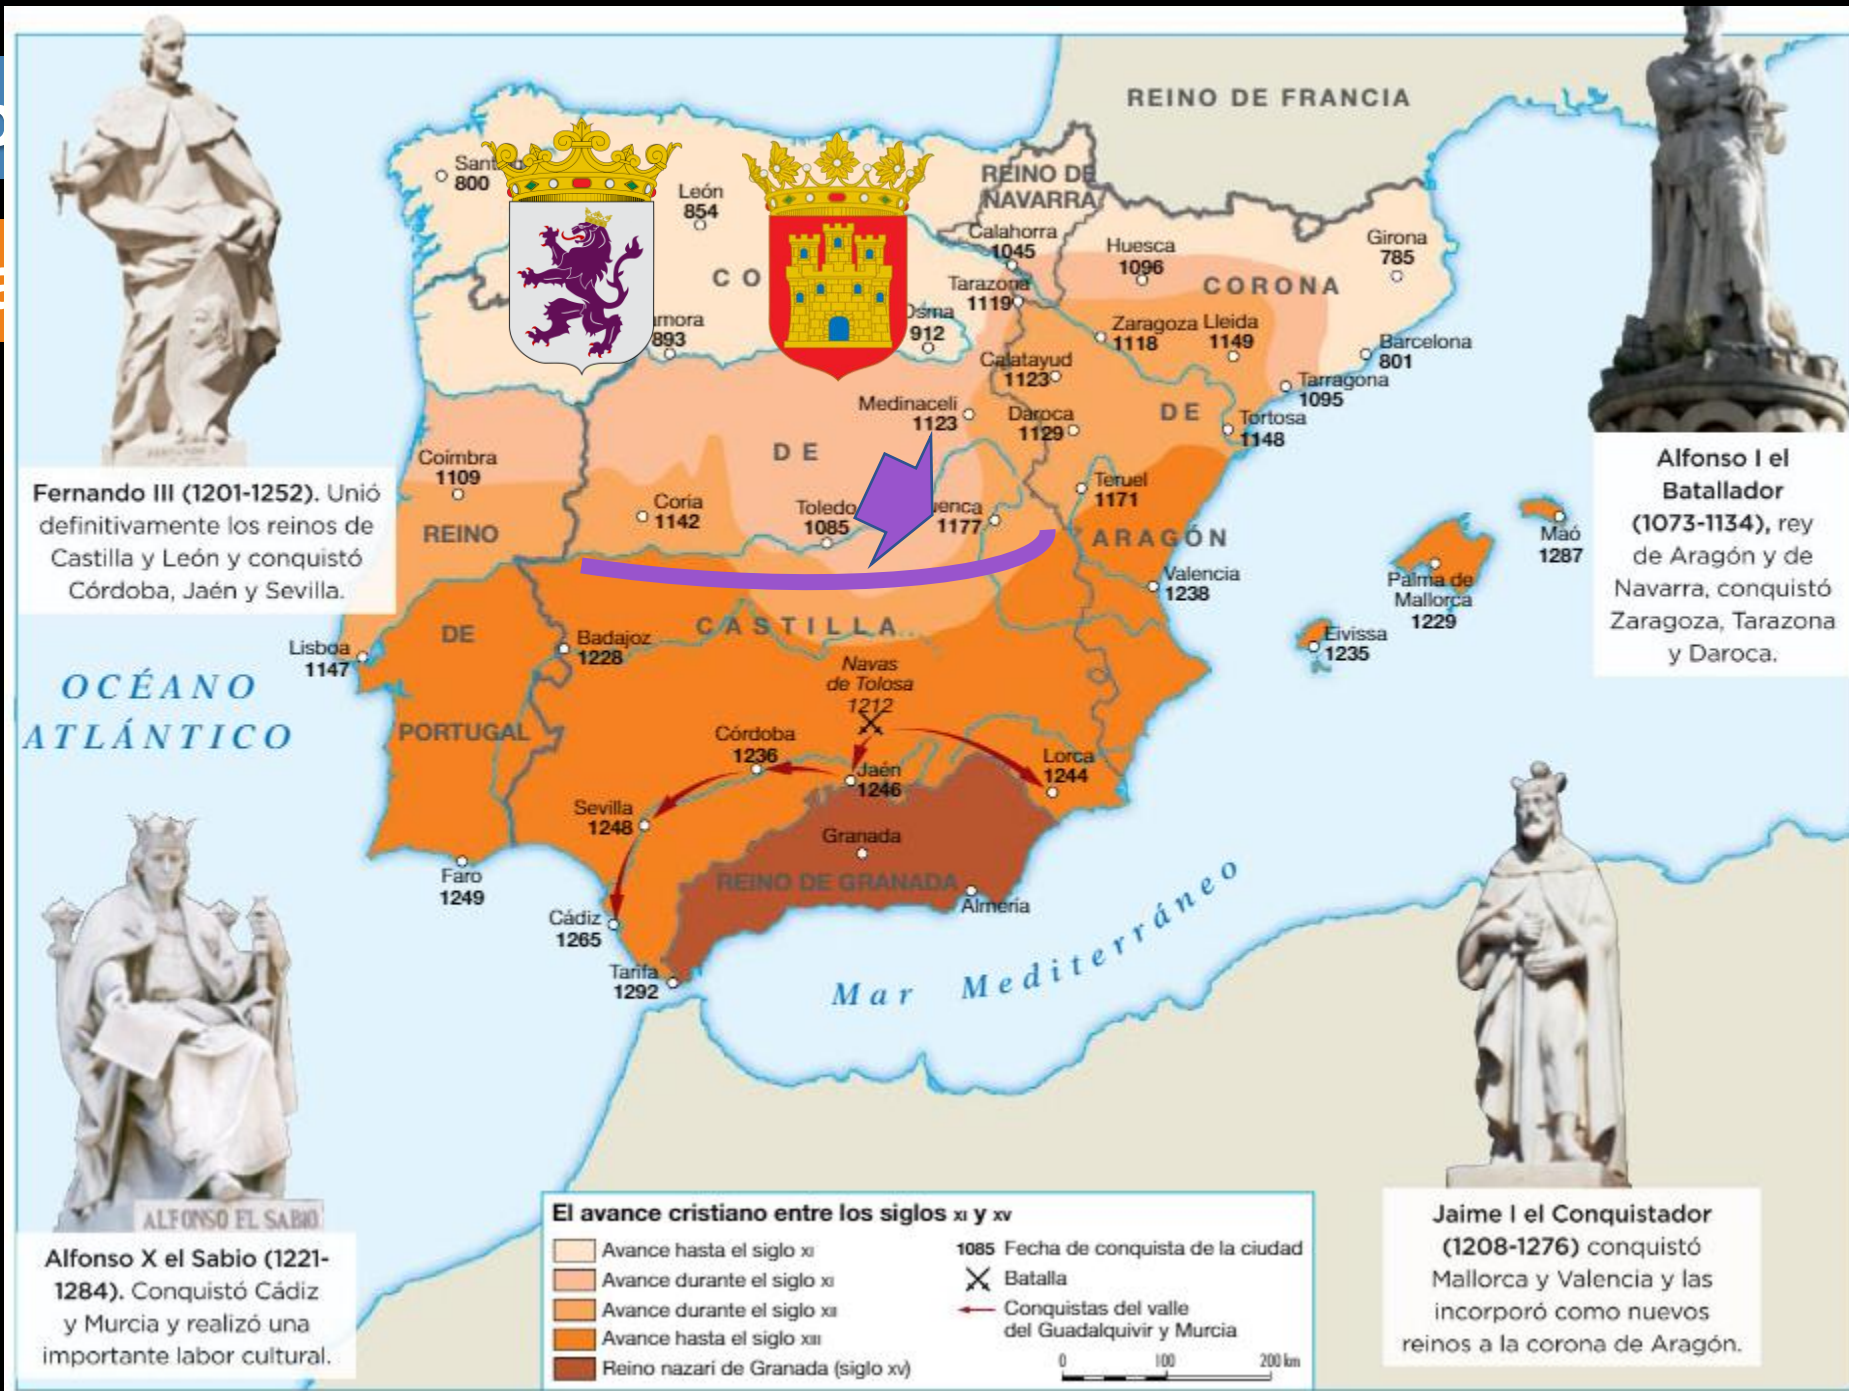 REINO DE FRANCIA
800
León
854
REINO DE
NAVARRA
Calahorra
1045
Huesca
1096
Girona
785
CO
Tarazona
1119
CORONA
Osma
912
893
Zaragoza
1118
Lleida
1149
Barcelona
801
Calatayud
1123
Tarragona
1095
Medinaceli
1123
Daroca
1129
DE
Tortosa
1148
DE
Coímbra
1109
Coria
1142
Toledo
1085
1177
Teruel
1171
REINO
ARAGÓN
Maó
1287
Valencia
1238
Palma de
Mallorca
1229
Eivissa
1235
DE
CASTILLA
Lisboa
1147
Badajoz
1228
Navas
de Tolosa
1212
OCÉANO
ATLÁNTICO
PORTUGAL
Córdoba
1236
Jaén
1246
Lorca
1244
Sevilla
1248
Granada
REINO DE GRANADA
Almería
Faro
1249
Cádiz
1265
Tarifa
1292
Mar Mediterráneo
Fernando III (1201-1252). Unió
definitivamente los reinos de
Castilla y León y conquistó
Córdoba, Jaén y Sevilla.
Alfonso I el
Batallador
(1073-1134), rey
de Aragón y de
Navarra, conquistó
Zaragoza, Tarazona
y Daroca.
ALFONSO EL SABIO
Alfonso X el Sabio (1221-
1284). Conquistó Cádiz
y Murcia y realizó una
importante labor cultural.
El avance cristiano entre los siglos XI y XV
Avance hasta el siglo XI
Avance durante el siglo XI
Avance durante el siglo XII
Avance hasta el siglo XIII
Reino nazarí de Granada (siglo XV)
1085 Fecha de conquista de la ciudad
Batalla
Conquistas del valle
del Guadalquivir y Murcia
0 100 200 km
Jaime I el Conquistador
(1208-1276) conquistó
Mallorca y Valencia y las
incorporó como nuevos
reinos a la corona de Aragón.